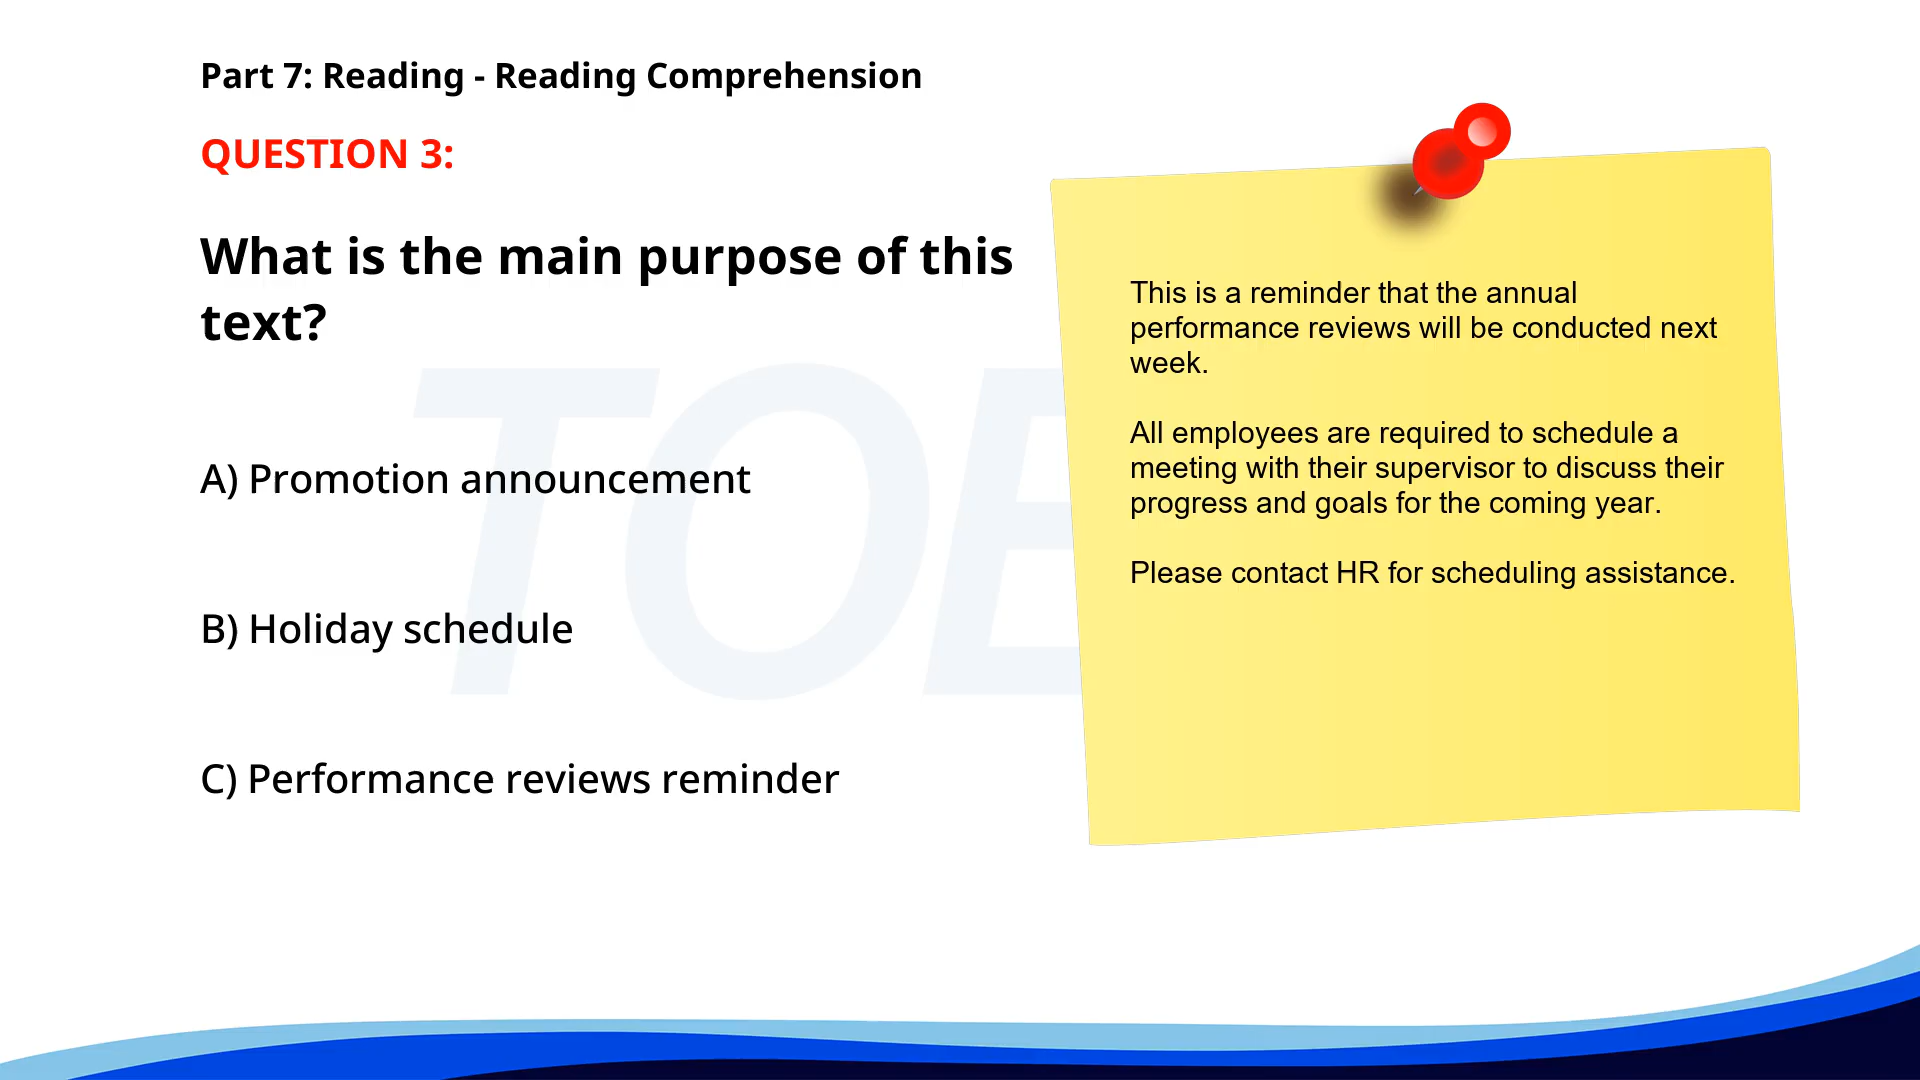 Part 7: Reading - Reading Comprehension
QUESTION 3:
What is the main purpose of this
text?
A) Promotion announcement
B) Holiday schedule
C) Performance reviews reminder
This is a reminder that the annual
performance reviews will be conducted next
week.
All employees are required to schedule a
meeting with their supervisor to discuss their
progress and goals for the coming year.
Please contact HR for scheduling assistance.